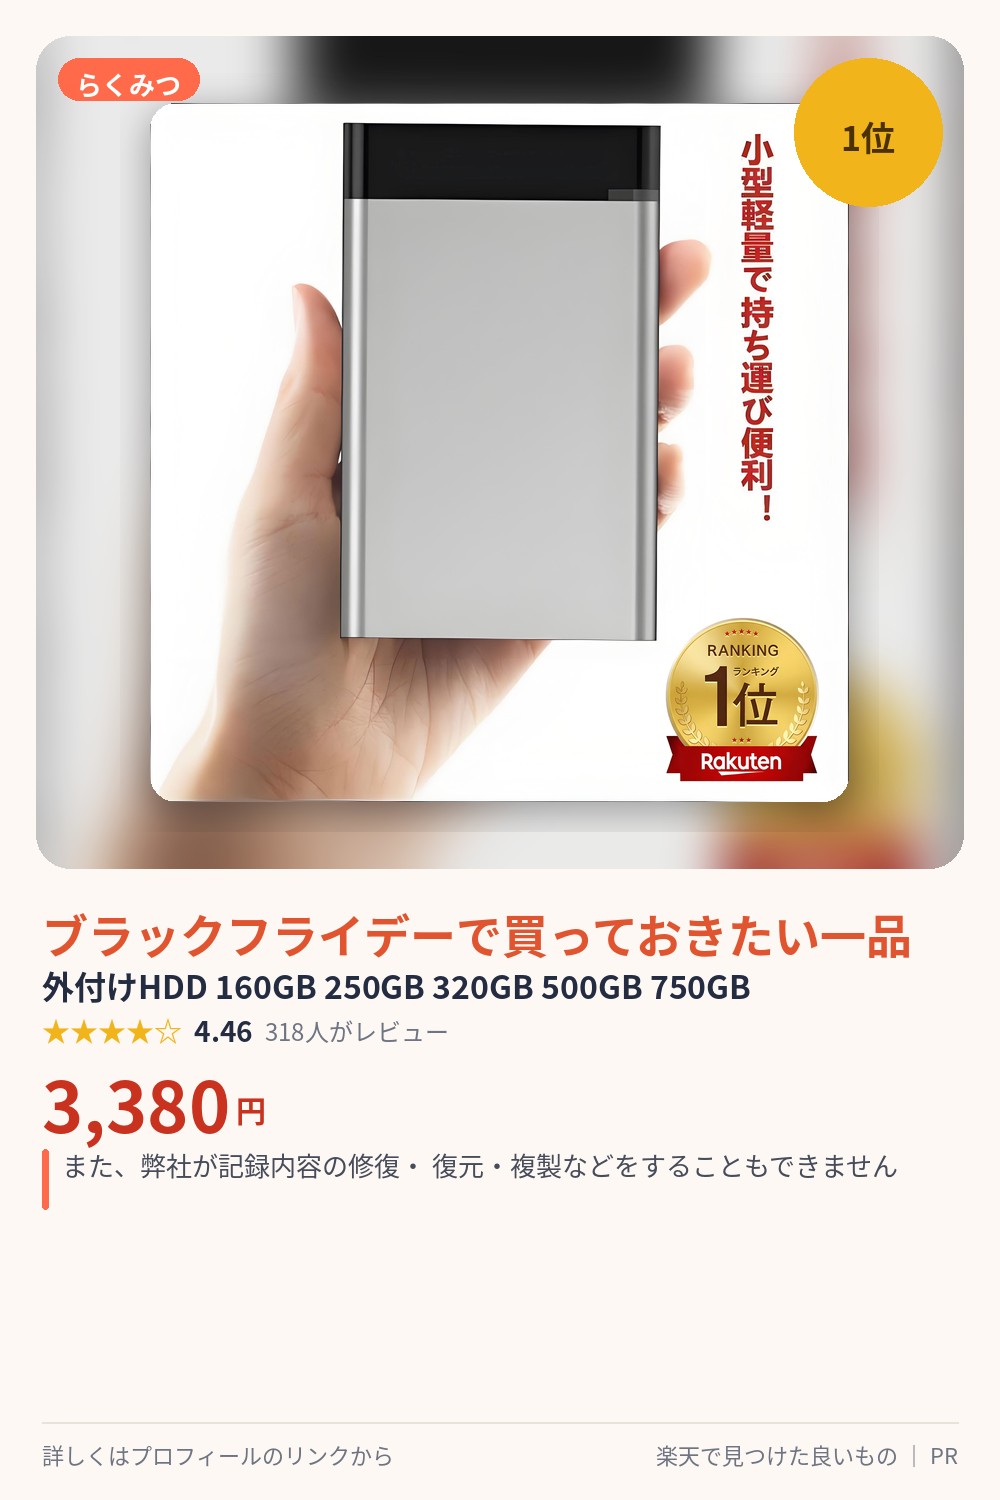 らくみつ
1位
小型軽量で持ち運び便利！
RANKING
ランキング
1位
Rakuten
ブラックフライデーで買っておきたい一品
外付けHDD 160GB 250GB 320GB 500GB 750GB
★★★★☆ 4.46 318人がレビュー
3,380円
また、弊社が記録内容の修復・ 復元・複製などをすることもできません
詳しくはプロフィールのリンクから
楽天で見つけた良いもの ｜ PR